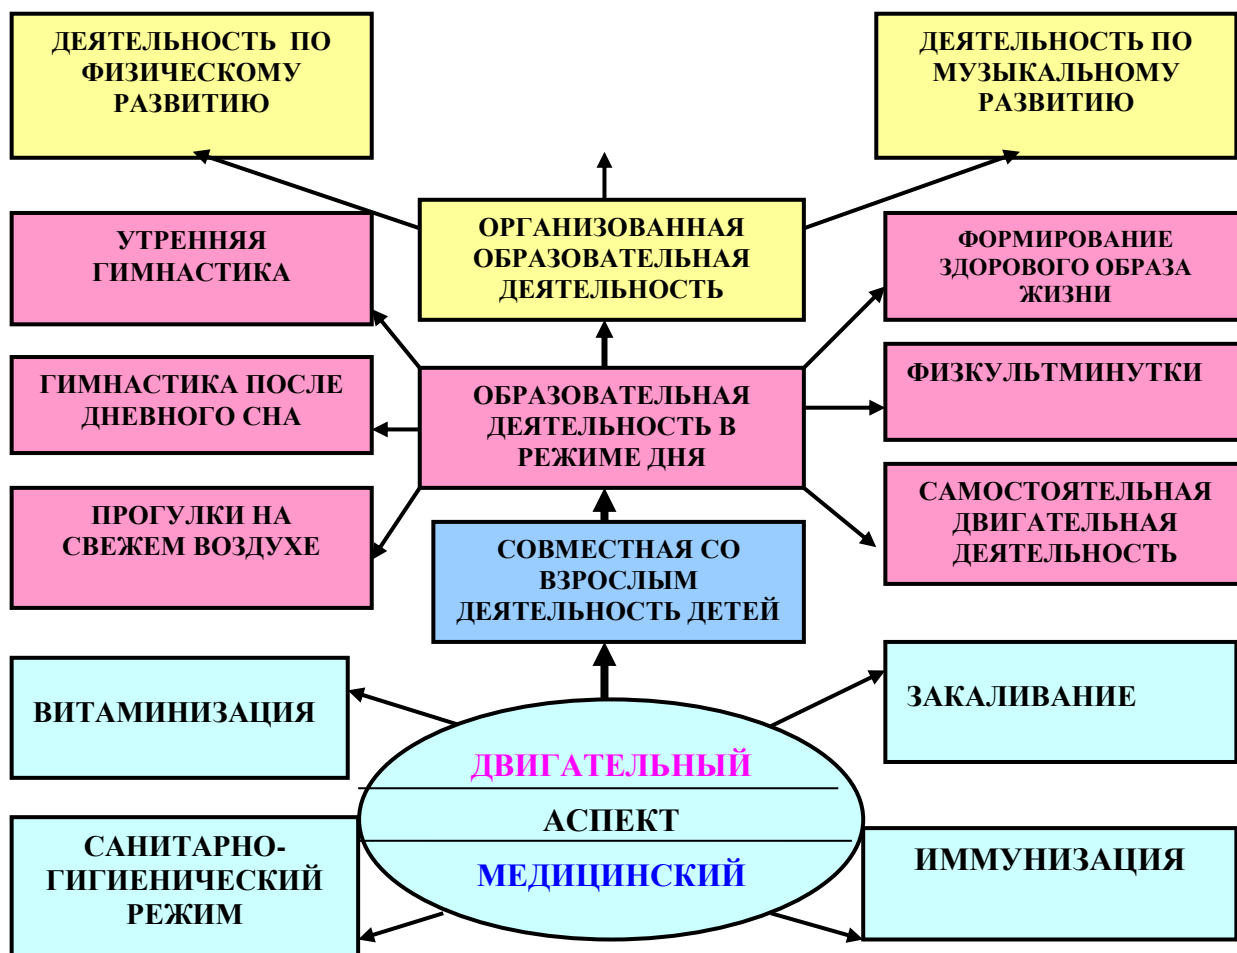 ДЕЯТЕЛЬНОСТЬ ПО
ФИЗИЧЕСКОМУ
РАЗВИТИЮ
ДЕЯТЕЛЬНОСТЬ ПО
МУЗЫКАЛЬНОМУ
РАЗВИТИЮ
ОРГАНИЗОВАННАЯ
ОБРАЗОВАТЕЛЬНАЯ
ДЕЯТЕЛЬНОСТЬ
УТРЕННЯЯ
ГИМНАСТИКА
ФОРМИРОВАНИЕ
ЗДОРОВОГО ОБРАЗА
ЖИЗНИ
ГИМНАСТИКА ПОСЛЕ
ДНЕВНОГО СНА
ОБРАЗОВАТЕЛЬНАЯ
ДЕЯТЕЛЬНОСТЬ В
РЕЖИМЕ ДНЯ
ФИЗКУЛЬТМИНУТКИ
ПРОГУЛКИ НА
СВЕЖЕМ ВОЗДУХЕ
САМОСТОЯТЕЛЬНАЯ
ДВИГАТЕЛЬНАЯ
ДЕЯТЕЛЬНОСТЬ
СОВМЕСТНАЯ СО
ВЗРОСЛЫМ
ДЕЯТЕЛЬНОСТЬ ДЕТЕЙ
ВИТАМИНИЗАЦИЯ
ЗАКАЛИВАНИЕ
ДВИГАТЕЛЬНЫЙ
АСПЕКТ
МЕДИЦИНСКИЙ
САНИТАРНО-
ГИГИЕНИЧЕСКИЙ
РЕЖИМ
ИММУНИЗАЦИЯ